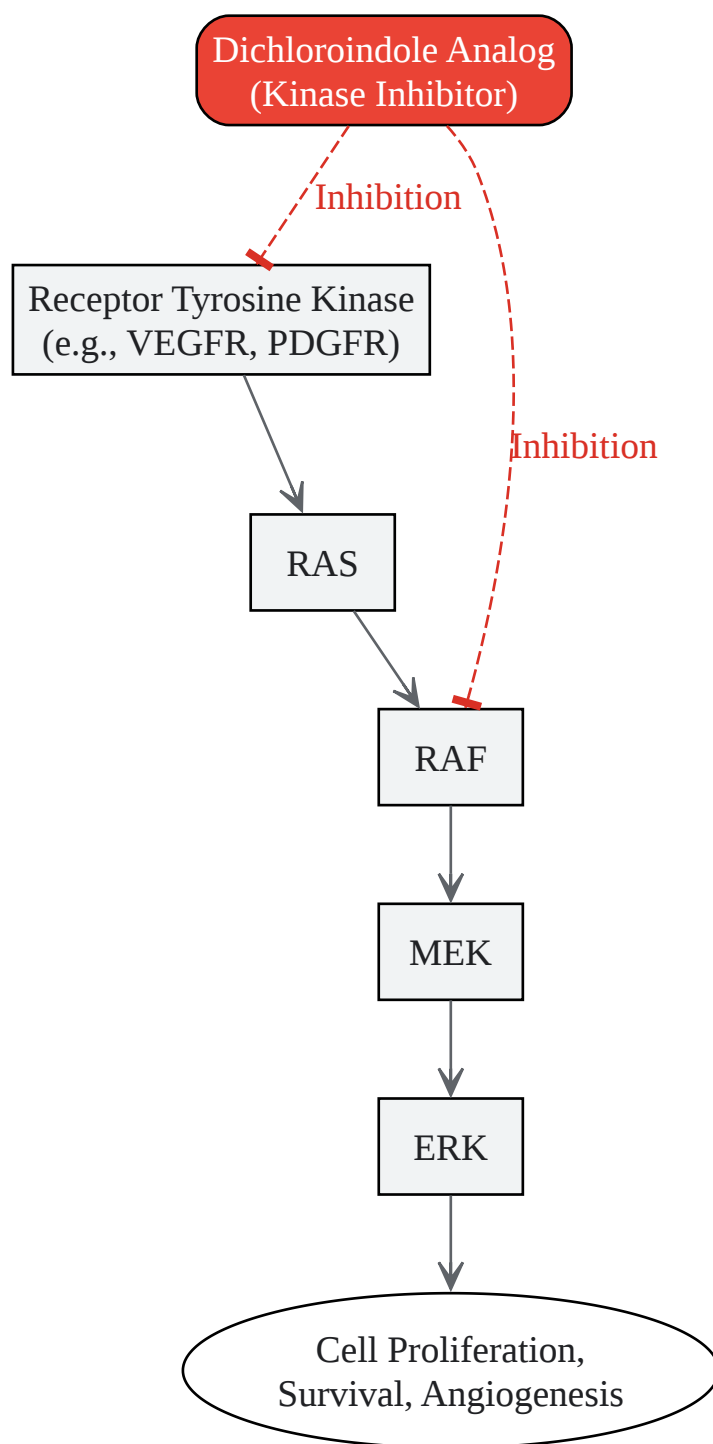 Dichloroindole Analog
(Kinase Inhibitor)
Inhibition
Receptor Tyrosine Kinase
(e.g., VEGFR, PDGFR)
Inhibition
RAS
RAF
MEK
ERK
Cell Proliferation,
Survival, Angiogenesis